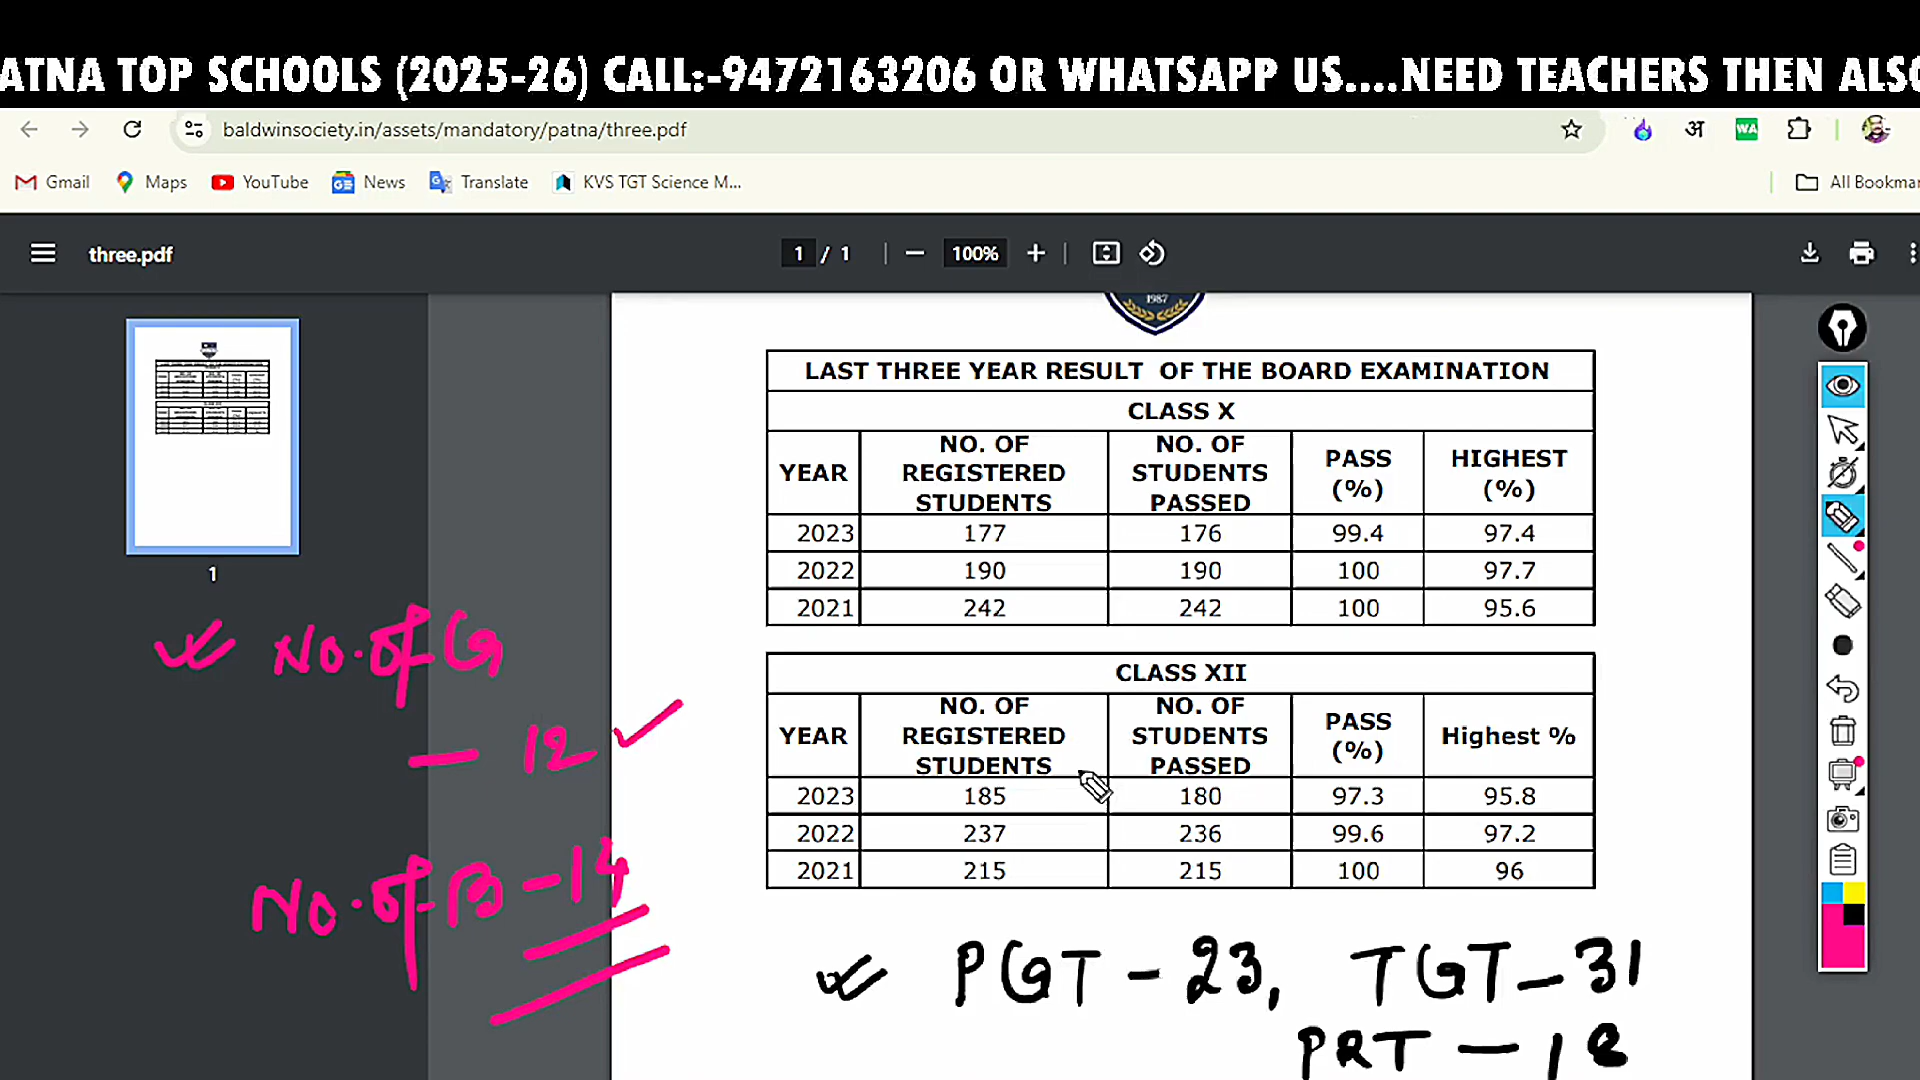 ATNA TOP SCHOOLS (2025-26) CALL:-9472163206 OR WHATSAPP US....NEED TEACHERS THEN ALSO
baldwinsociety.in/assets/mandatory/patna/three.pdf
अ
WA
Gmail Maps YouTube News Translate KVS TGT Science M... All Bookmar
three.pdf
1 / 1 100%
1987
LAST THREE YEAR RESULT OF THE BOARD EXAMINATION
CLASS X
YEAR NO. OF REGISTERED STUDENTS NO. OF STUDENTS PASSED PASS (%) HIGHEST (%)
2023 177 176 99.4 97.4
2022 190 190 100 97.7
2021 242 242 100 95.6
CLASS XII
YEAR NO. OF REGISTERED STUDENTS NO. OF STUDENTS PASSED PASS (%) Highest %
2023 185 180 97.3 95.8
2022 237 236 99.6 97.2
2021 215 215 100 96
1
No. of G
— 12
No. of B - 14
PGT - 23, TGT - 31
PRT - 18